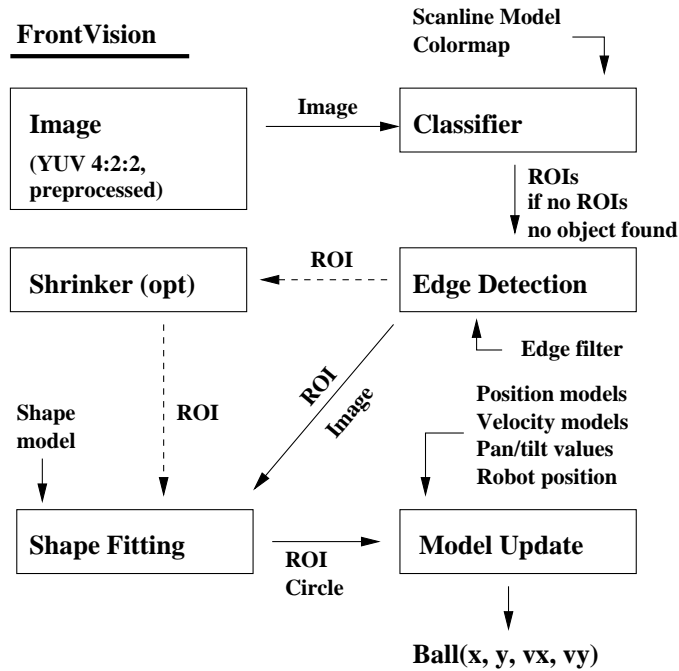 FrontVision
Scanline Model
Colormap
Image
(YUV 4:2:2,
preprocessed)
Image
Classifier
ROIs
if no ROIs
no object found
Shrinker (opt)
ROI
Edge Detection
Edge filter
ROI
Image
ROI
Shape
model
Position models
Velocity models
Pan/tilt values
Robot position
Shape Fitting
ROI
Circle
Model Update
Ball(x, y, vx, vy)